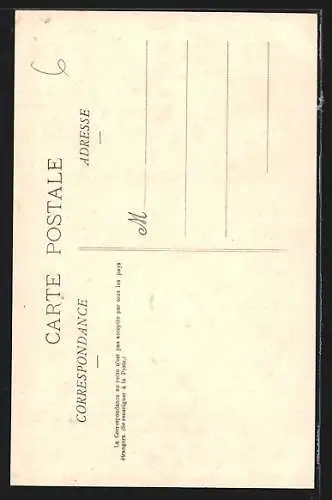 6
CARTE POSTALE
CORRESPONDANCE
ADRESSE
La Correspondance au recto n'est pas acceptée par tous les pays
étrangers. (Se renseigner à la Poste.)
M